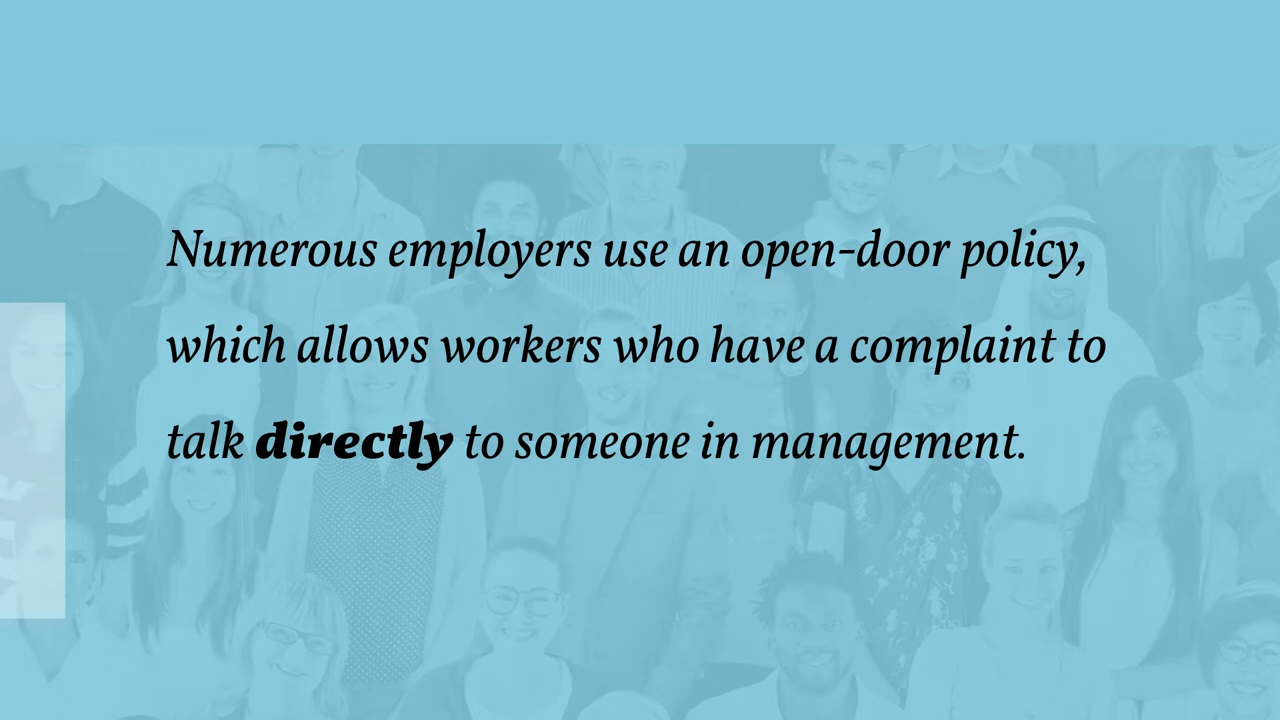 Numerous employers use an open-door policy,
which allows workers who have a complaint to
talk directly to someone in management.